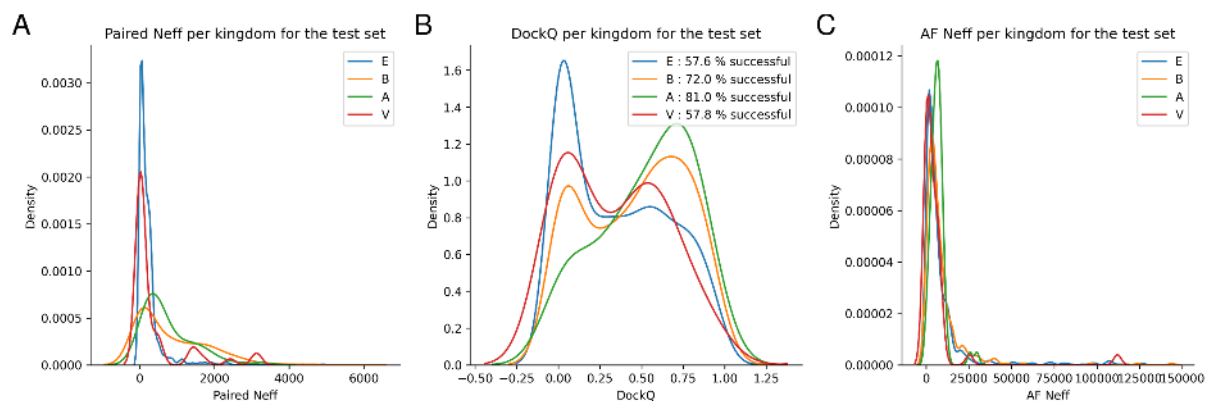 A
Paired Neff per kingdom for the test set
E
B
A
V
0.0030
0.0025
0.0020
0.0015
0.0010
0.0005
0.0000
Density
0
2000
4000
6000
Paired Neff
B
DockQ per kingdom for the test set
E : 57.6 % successful
B : 72.0 % successful
A : 81.0 % successful
V : 57.8 % successful
1.6
1.4
1.2
1.0
0.8
0.6
0.4
0.2
0.0
Density
−0.50
−0.25
0.00
0.25
0.50
0.75
1.00
1.25
DockQ
C
AF Neff per kingdom for the test set
E
B
A
V
0.00012
0.00010
0.00008
0.00006
0.00004
0.00002
0.00000
Density
0
25000
50000
75000
100000
125000
150000
AF Neff